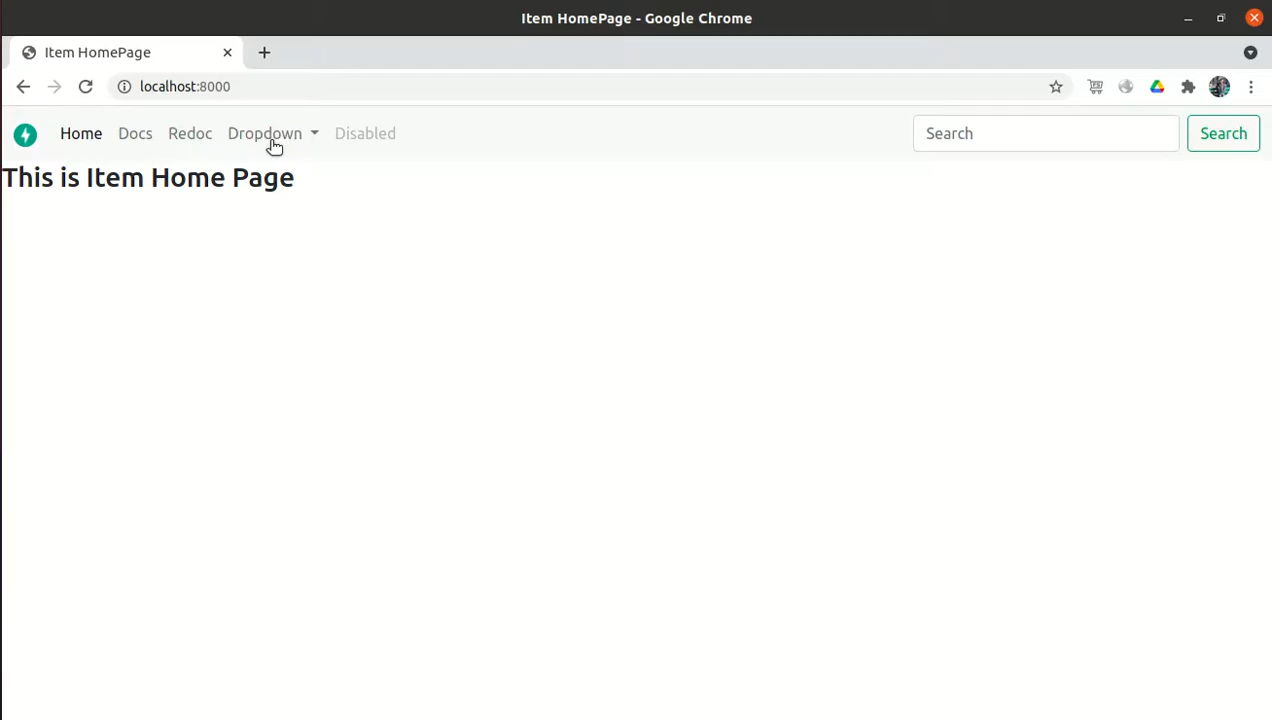 Item HomePage - Google Chrome
Item HomePage
localhost:8000
Home Docs Redoc Dropdown Disabled Search Search
This is Item Home Page